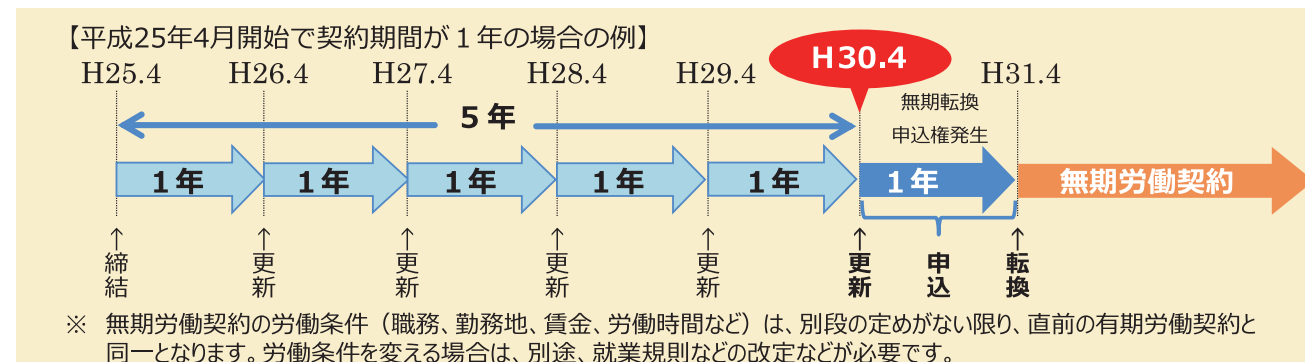 【平成25年4月開始で契約期間が１年の場合の例】
H25.4 H26.4 H27.4 H28.4 H29.4 H30.4 H31.4
無期転換
申込権発生
５年
１年 １年 １年 １年 １年 １年 無期労働契約
↑締結 ↑更新 ↑更新 ↑更新 ↑更新 ↑更新 申込 ↑転換
※ 無期労働契約の労働条件（職務、勤務地、賃金、労働時間など）は、別段の定めがない限り、直前の有期労働契約と
同一となります。労働条件を変える場合は、別途、就業規則などの改定などが必要です。